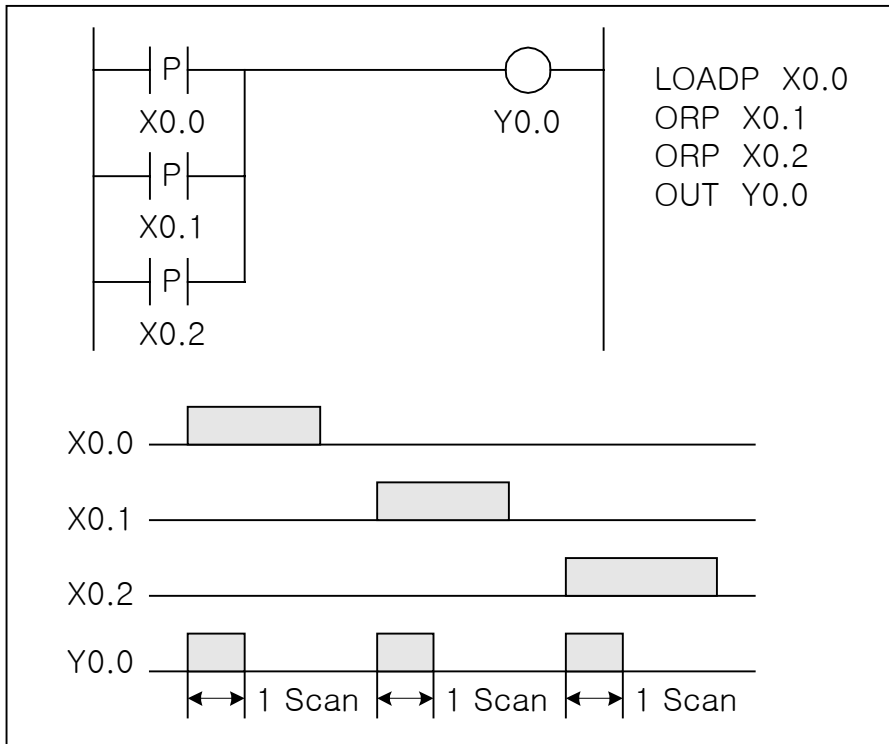 P
X0.0
Y0.0
P
X0.1
P
X0.2
LOADP X0.0
ORP X0.1
ORP X0.2
OUT Y0.0
X0.0
X0.1
X0.2
Y0.0
1 Scan 1 Scan 1 Scan